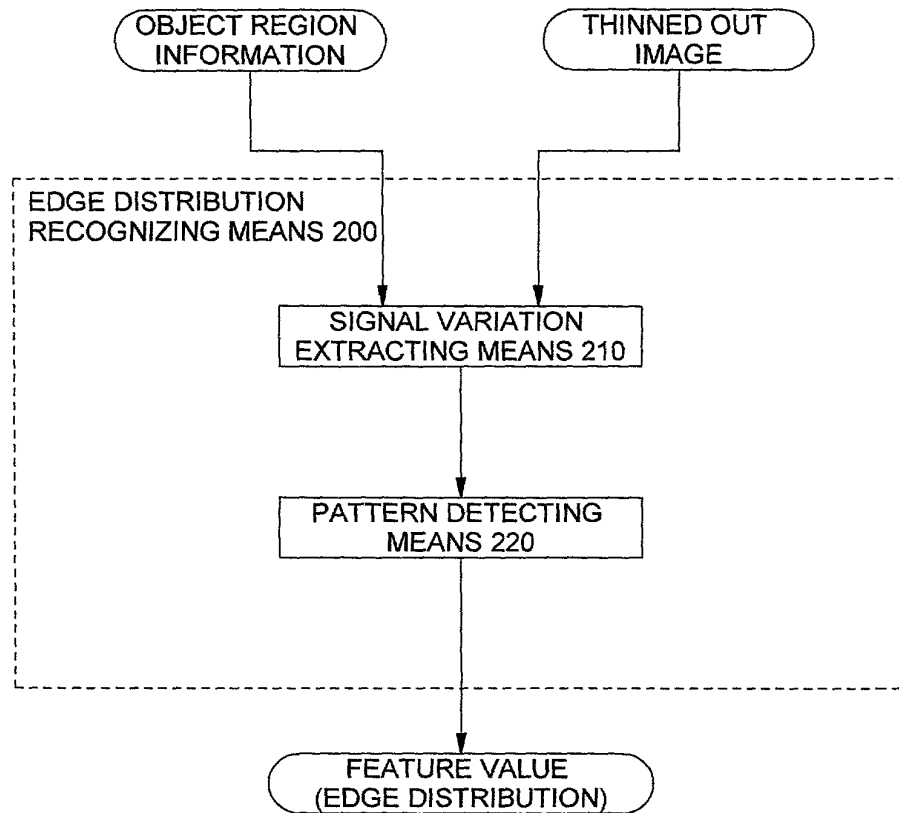 OBJECT REGION
INFORMATION
THINNED OUT
IMAGE
EDGE DISTRIBUTION
RECOGNIZING MEANS 200
SIGNAL VARIATION
EXTRACTING MEANS 210
PATTERN DETECTING
MEANS 220
FEATURE VALUE
(EDGE DISTRIBUTION)